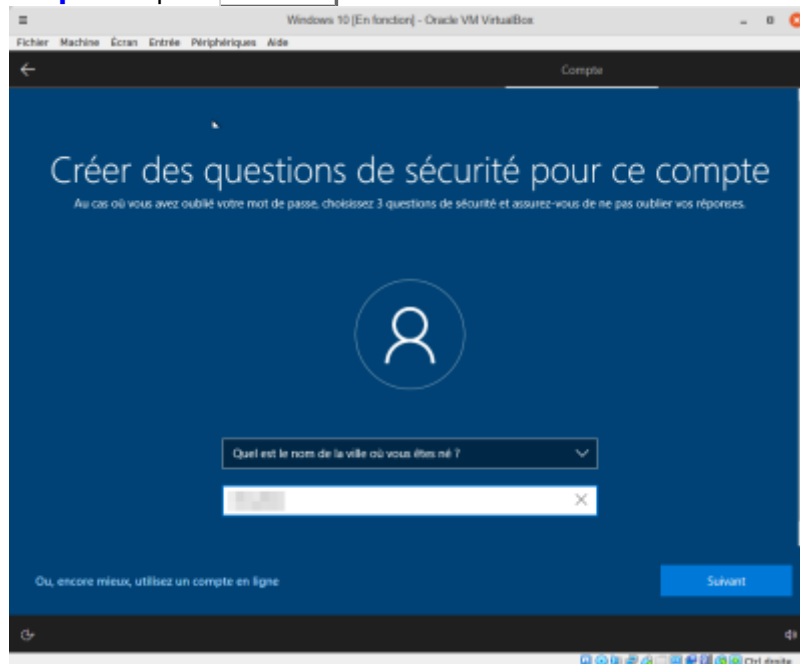 Windows 10 [En fonction] - Oracle VM VirtualBox
Fichier Machine Écran Entrée Périphériques Aide
Compte
Créer des questions de sécurité pour ce compte
Au cas où vous avez oublié votre mot de passe, choisissez 3 questions de sécurité et assurez-vous de ne pas oublier vos réponses.
Quel est le nom de la ville où vous êtes né ?
Ou, encore mieux, utilisez un compte en ligne
Suivant
Ctrl droite